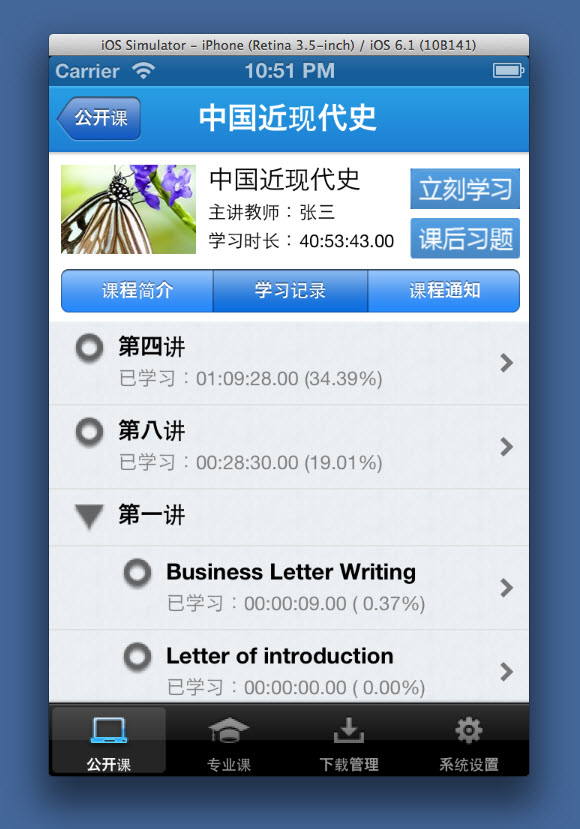 iOS Simulator - iPhone (Retina 3.5-inch) / iOS 6.1 (10B141)
Carrier 10:51 PM
公开课 中国近现代史
中国近现代史
立刻学习
主讲教师：张三
学习时长：40:53:43.00
课后习题
课程简介 学习记录 课程通知
第四讲
已学习：01:09:28.00 (34.39%)
第八讲
已学习：00:28:30.00 (19.01%)
第一讲
Business Letter Writing
已学习：00:00:09.00 ( 0.37%)
Letter of introduction
已学习：00:00:00.00 ( 0.00%)
公开课 专业课 下载管理 系统设置